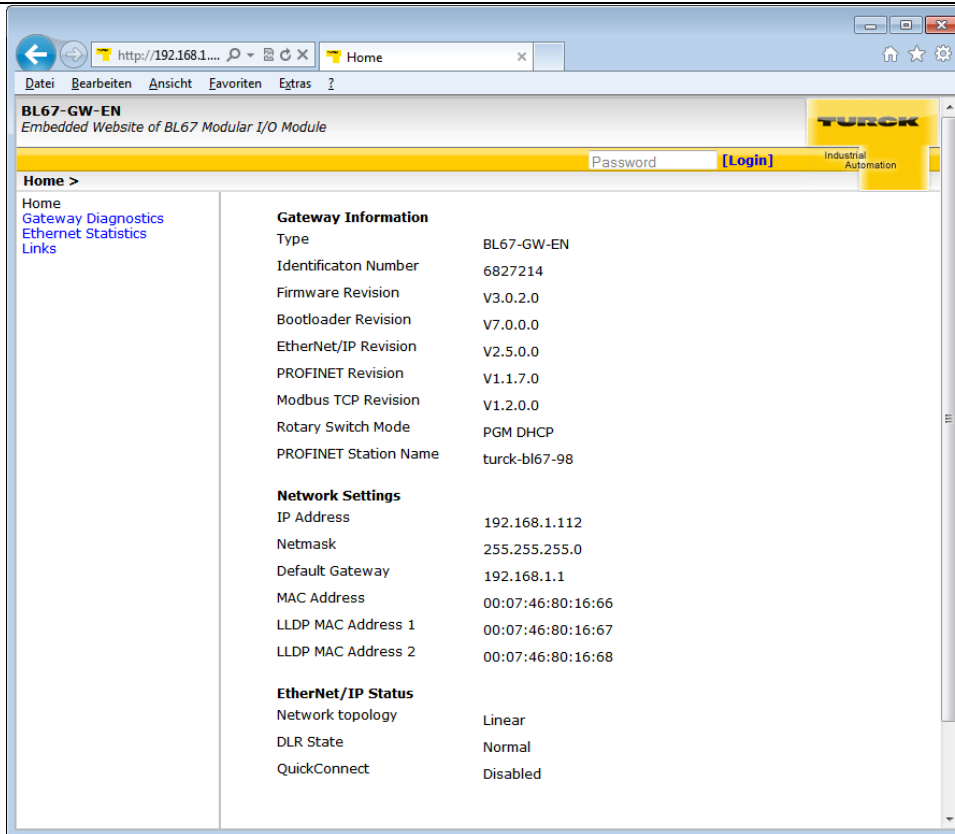 http://192.168.1....
Home
Datei Bearbeiten Ansicht Favoriten Extras ?
BL67-GW-EN
Embedded Website of BL67 Modular I/O Module
TURCK
Password [Login]
Industrial
Automation
Home >
Home
Gateway Diagnostics
Ethernet Statistics
Links
Gateway Information
Type BL67-GW-EN
Identificaton Number 6827214
Firmware Revision V3.0.2.0
Bootloader Revision V7.0.0.0
EtherNet/IP Revision V2.5.0.0
PROFINET Revision V1.1.7.0
Modbus TCP Revision V1.2.0.0
Rotary Switch Mode PGM DHCP
PROFINET Station Name turck-bl67-98
Network Settings
IP Address 192.168.1.112
Netmask 255.255.255.0
Default Gateway 192.168.1.1
MAC Address 00:07:46:80:16:66
LLDP MAC Address 1 00:07:46:80:16:67
LLDP MAC Address 2 00:07:46:80:16:68
EtherNet/IP Status
Network topology Linear
DLR State Normal
QuickConnect Disabled